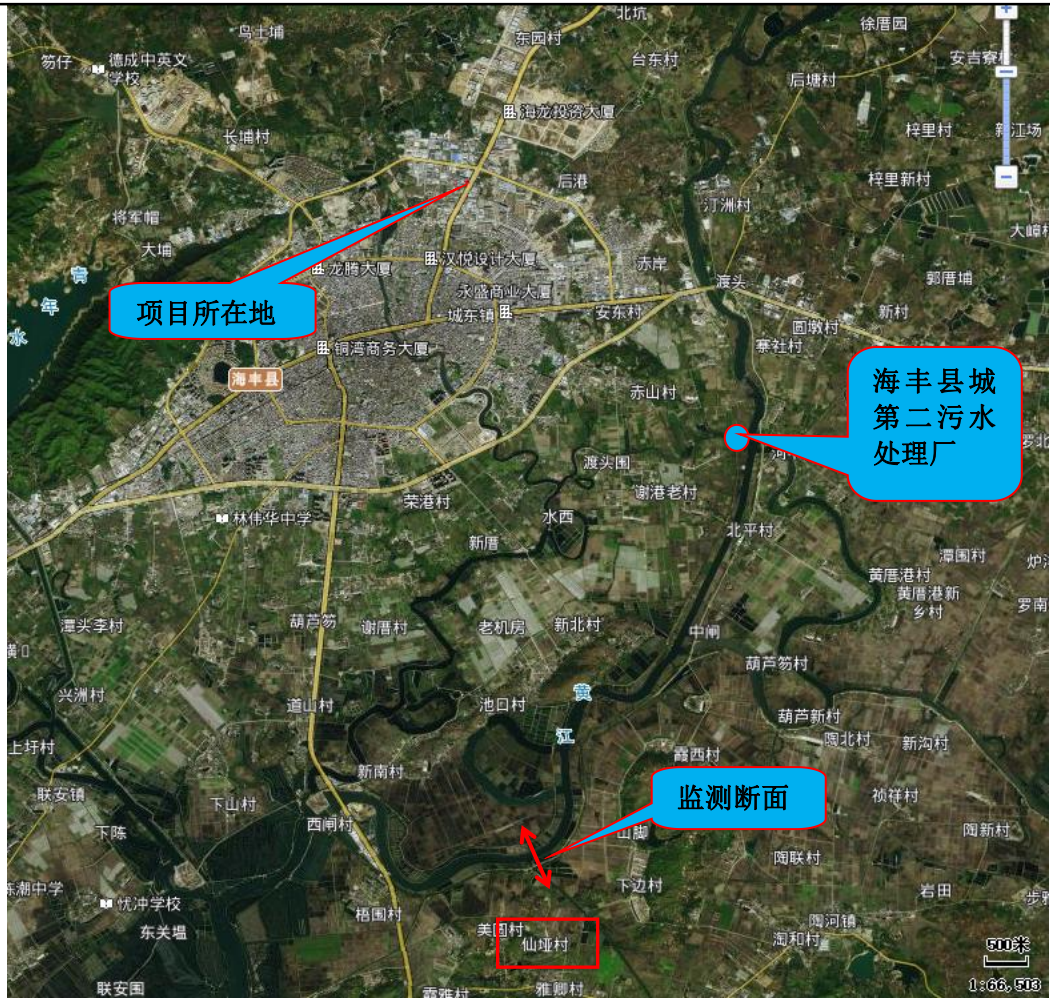 北坑
徐厝园
鸟土埔
东园村
笏仔
德成中英文
学校
台东村
安吉寮村
后塘村
海龙投资大厦
长埔村
梓里村
后港
梓里新村
汀洲村
将军帽
大埔
青
年
水
汉悦设计大厦
龙腾大厦
赤岸
渡头
郭厝埔
永盛商业大厦
项目所在地
城东镇
安东村
新村
圆墩村
寨社村
铜湾商务大厦
海丰县
赤山村
海丰县城
第二污水
处理厂
罗北
渡头围
谢港老村
荣港村
林伟华中学
水西
北平村
新厝
潭围村
黄厝港村
黄厝港新
乡村
罗南
葫芦笏
谢厝村
老机房
新北村
中闸
潭头李村
葫芦笏村
兴洲村
道山村
池口村
黄
江
葫芦新村
陶北村
新沟村
上圩村
霞西村
新南村
联安镇
下山村
监测断面
祯祥村
下陈
西闸村
山脚
陶新村
陶联村
下边村
岩田
忧冲学校
梧围村
陶河镇
美园村
东关塭
仙垭村
淘和村
500米
联安围
雅卿村
1:66,503